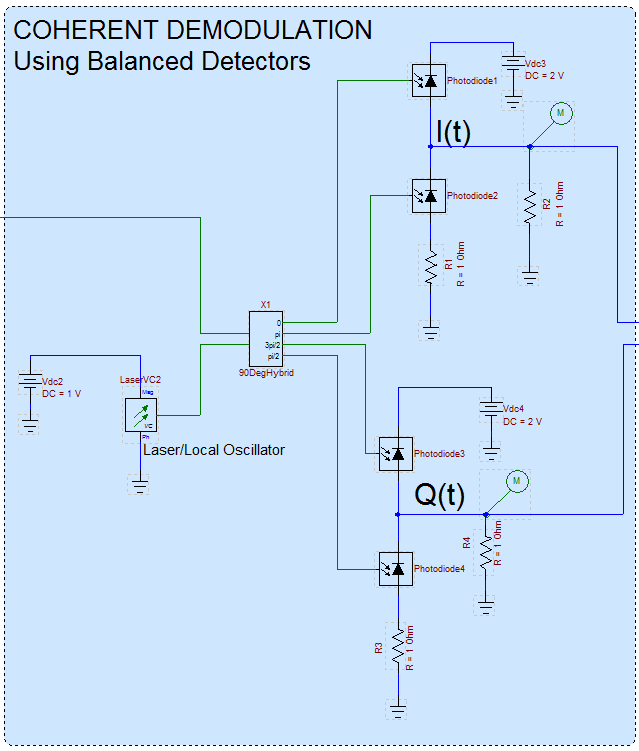 COHERENT DEMODULATION
Using Balanced Detectors
Photodiode1
Vdc3
DC = 2 V
M
I(t)
Photodiode2
R2
R = 1 Ohm
R1
R = 1 Ohm
X1
0
pi
3pi/2
pi/2
90DegHybrid
Vdc2
DC = 1 V
LaserVC2
Mag
VC
Ph
Laser/Local Oscillator
Vdc4
DC = 2 V
Photodiode3
M
Q(t)
R4
R = 1 Ohm
Photodiode4
R3
R = 1 Ohm